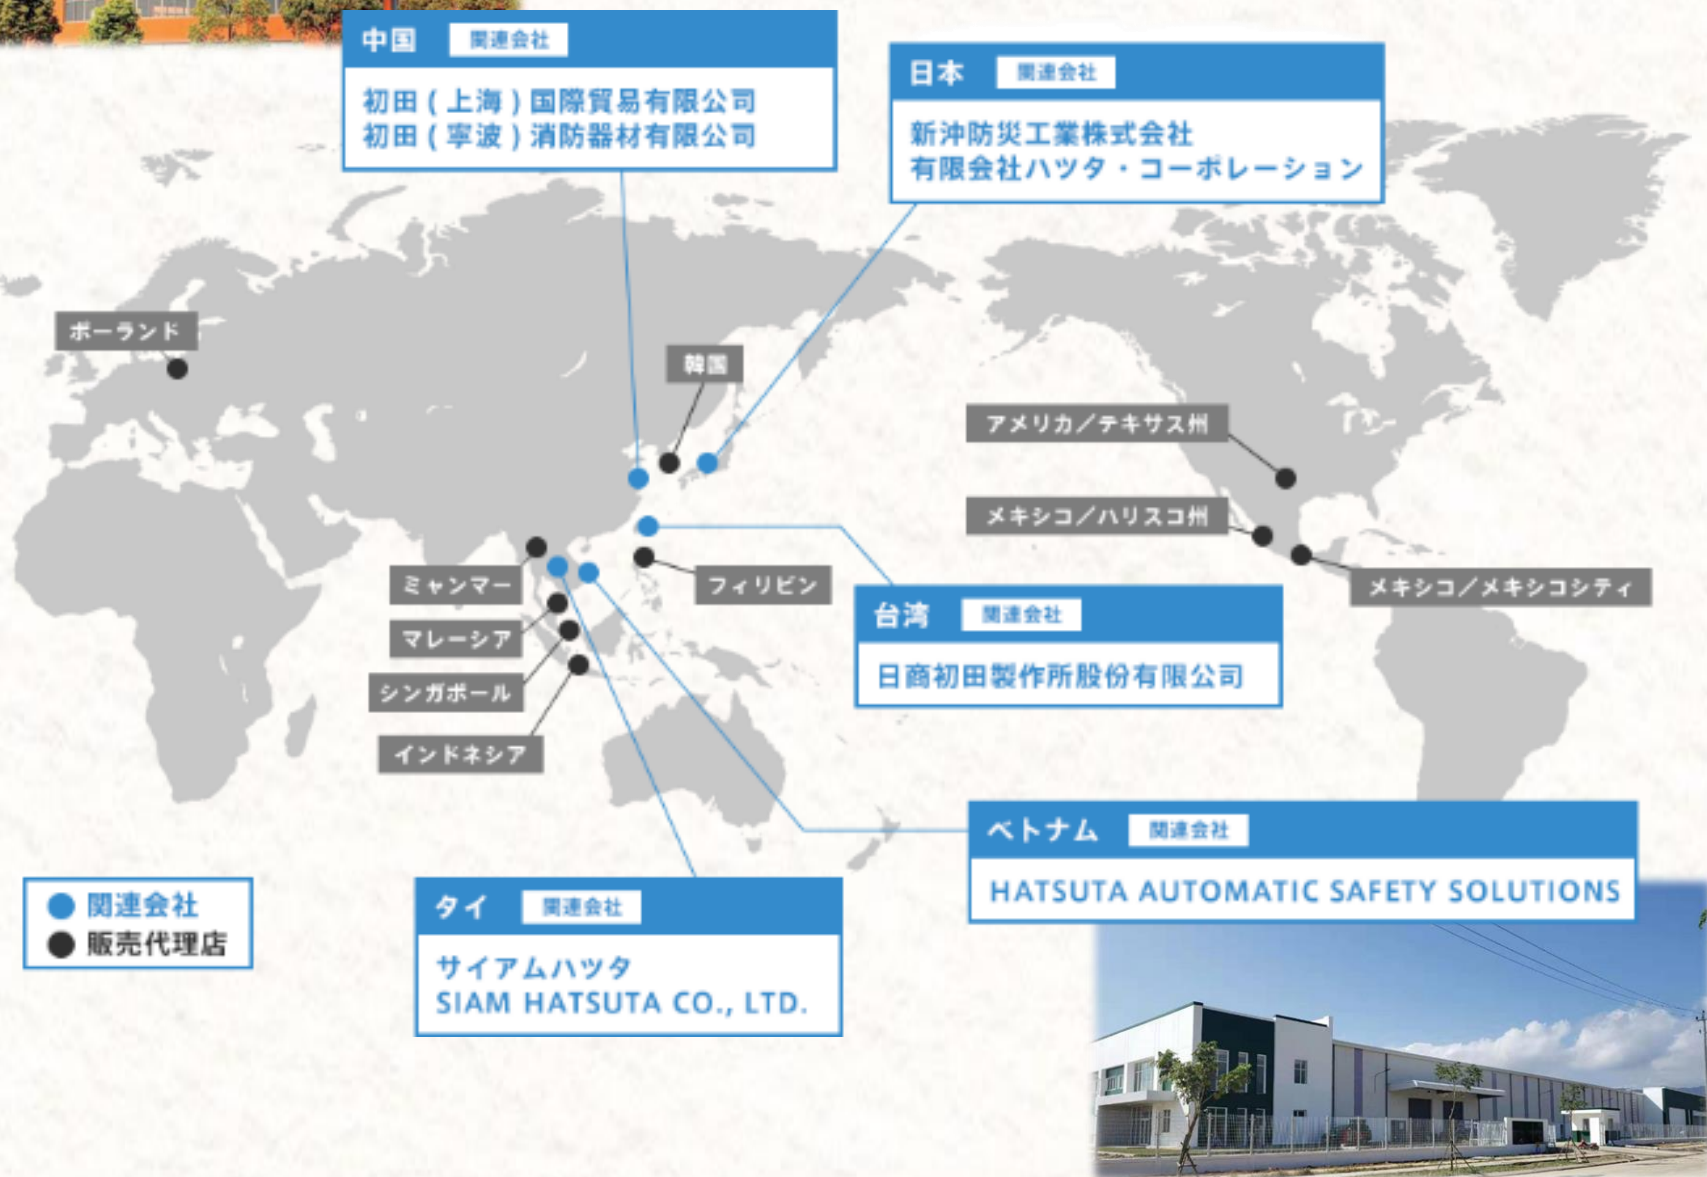 中国 関連会社
初田 ( 上海 ) 国際貿易有限公司
初田 ( 寧波 ) 消防器材有限公司
日本 関連会社
新沖防災工業株式会社
有限会社ハツタ・コーポレーション
ポーランド
韓国
アメリカ／テキサス州
メキシコ／ハリスコ州
メキシコ／メキシコシティ
ミャンマー
フィリピン
マレーシア
シンガポール
インドネシア
台湾 関連会社
日商初田製作所股份有限公司
ベトナム 関連会社
HATSUTA AUTOMATIC SAFETY SOLUTIONS
タイ 関連会社
サイアムハツタ
SIAM HATSUTA CO., LTD.
関連会社
販売代理店